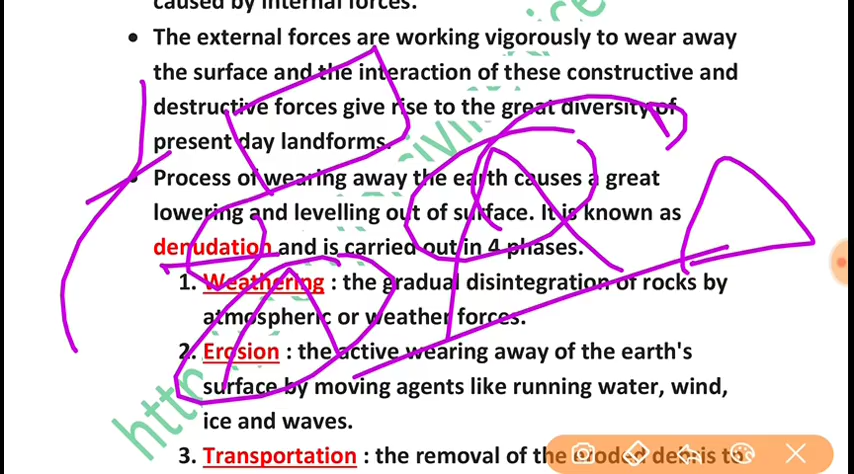 caused by internal forces.
• The external forces are working vigorously to wear away
the surface and the interaction of these constructive and
destructive forces give rise to the great diversity of
present day landforms.
• Process of wearing away the earth causes a great
lowering and levelling out of surface. It is known as
denudation and is carried out in 4 phases.
1. Weathering : the gradual disintegration of rocks by
atmospheric or weather forces.
2. Erosion : the active wearing away of the earth's
surface by moving agents like running water, wind,
ice and waves.
3. Transportation : the removal of the eroded debris to